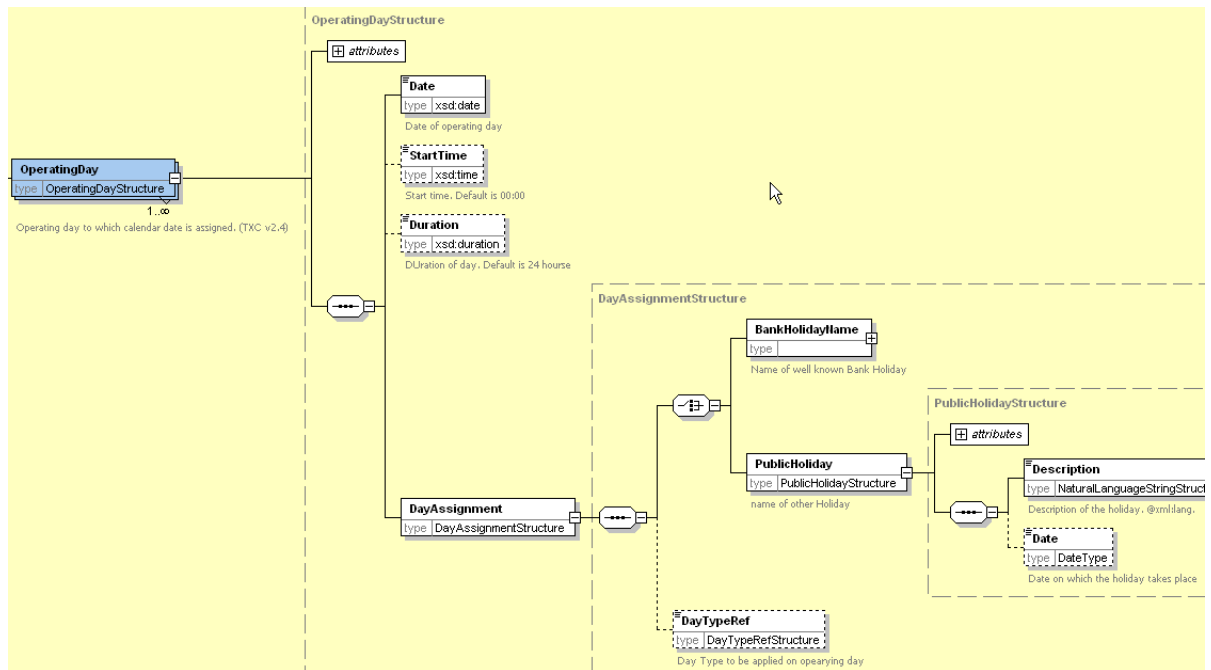 OperatingDayStructure
attributes
Date
type xsd:date
Date of operating day
OperatingDay
type OperatingDayStructure
1..∞
Operating day to which calendar date is assigned. (TXC v2.4)
StartTime
type xsd:time
Start time. Default is 00:00
Duration
type xsd:duration
DUration of day. Default is 24 hourse
DayAssignmentStructure
BankHolidayName
type
Name of well known Bank Holiday
PublicHolidayStructure
attributes
PublicHoliday
type PublicHolidayStructure
name of other Holiday
Description
type NaturalLanguageStringStruct
Description of the holiday. @xml:lang.
Date
type DateType
Date on which the holiday takes place
DayAssignment
type DayAssignmentStructure
DayTypeRef
type DayTypeRefStructure
Day Type to be applied on opearying day